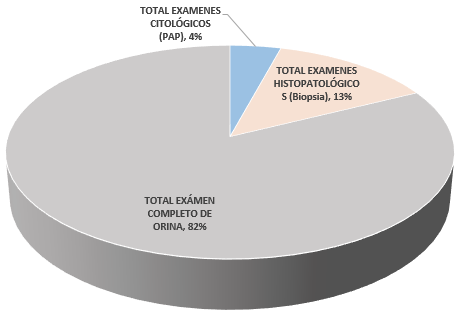 TOTAL EXAMENES
CITOLÓGICOS
(PAP), 4%
TOTAL EXAMENES
HISTOPATOLÓGICO
S (Biopsia), 13%
TOTAL EXÁMEN
COMPLETO DE
ORINA, 82%